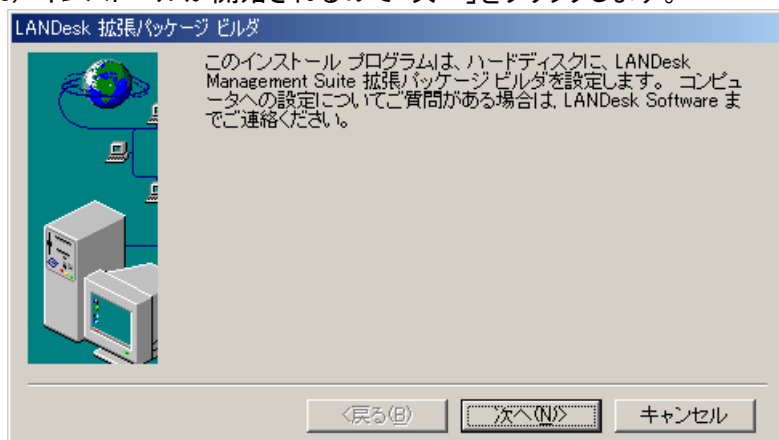 LANDesk 拡張パッケージ ビルダ
このインストール プログラムは、ハードディスクに、LANDesk
Management Suite 拡張パッケージ ビルダを設定します。 コンピュ
ータへの設定についてご質問がある場合は、LANDesk Software ま
でご連絡ください。
<戻る(B) 次へ(N)> キャンセル